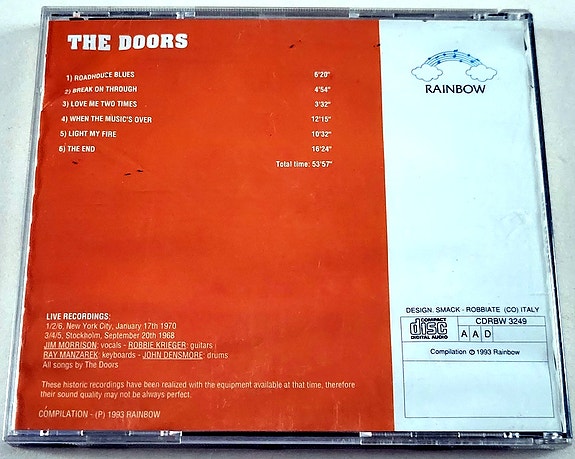 THE DOORS
1) ROADHOUCE BLUES 6'20"
2) BREAK ON THROUGH 4'54"
3) LOVE ME TWO TIMES 3'32"
4) WHEN THE MUSIC'S OVER 12'15"
5) LIGHT MY FIRE 10'32"
6) THE END 16'24"
Total time: 53'57"
RAINBOW
LIVE RECORDINGS:
1/2/6, New York City, January 17th 1970
3/4/5, Stockholm, September 20th 1968
JIM MORRISON: vocals - ROBBIE KRIEGER: guitars
RAY MANZAREK: keyboards - JOHN DENSMORE: drums
All songs by The Doors
These historic recordings have been realized with the equipment available at that time, therefore
their sound quality may not be always perfect.
COMPILATION - (P) 1993 RAINBOW
DESIGN. SMACK - ROBBIATE (CO) ITALY
COMPACT
disc
DIGITAL AUDIO
CDRBW 3249
A A D
Compilation © 1993 Rainbow